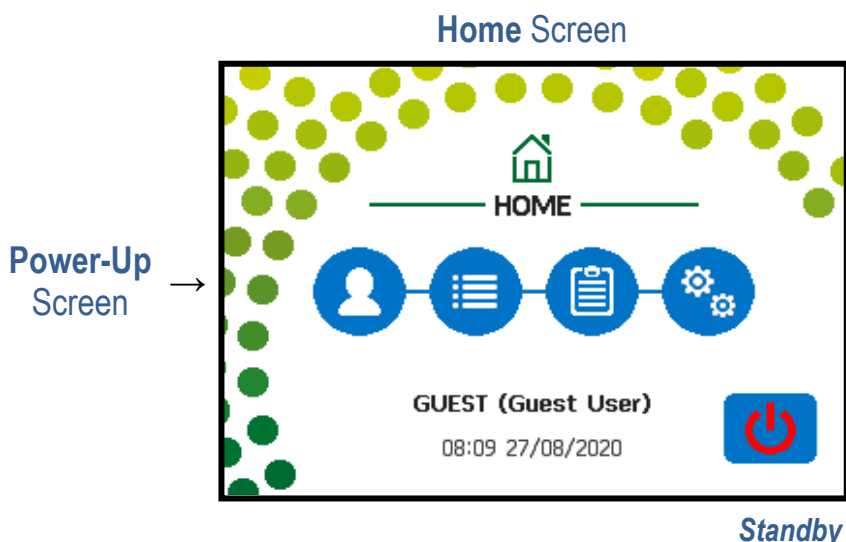 Home Screen
Power-Up
Screen →
HOME
GUEST (Guest User)
08:09 27/08/2020
Standby